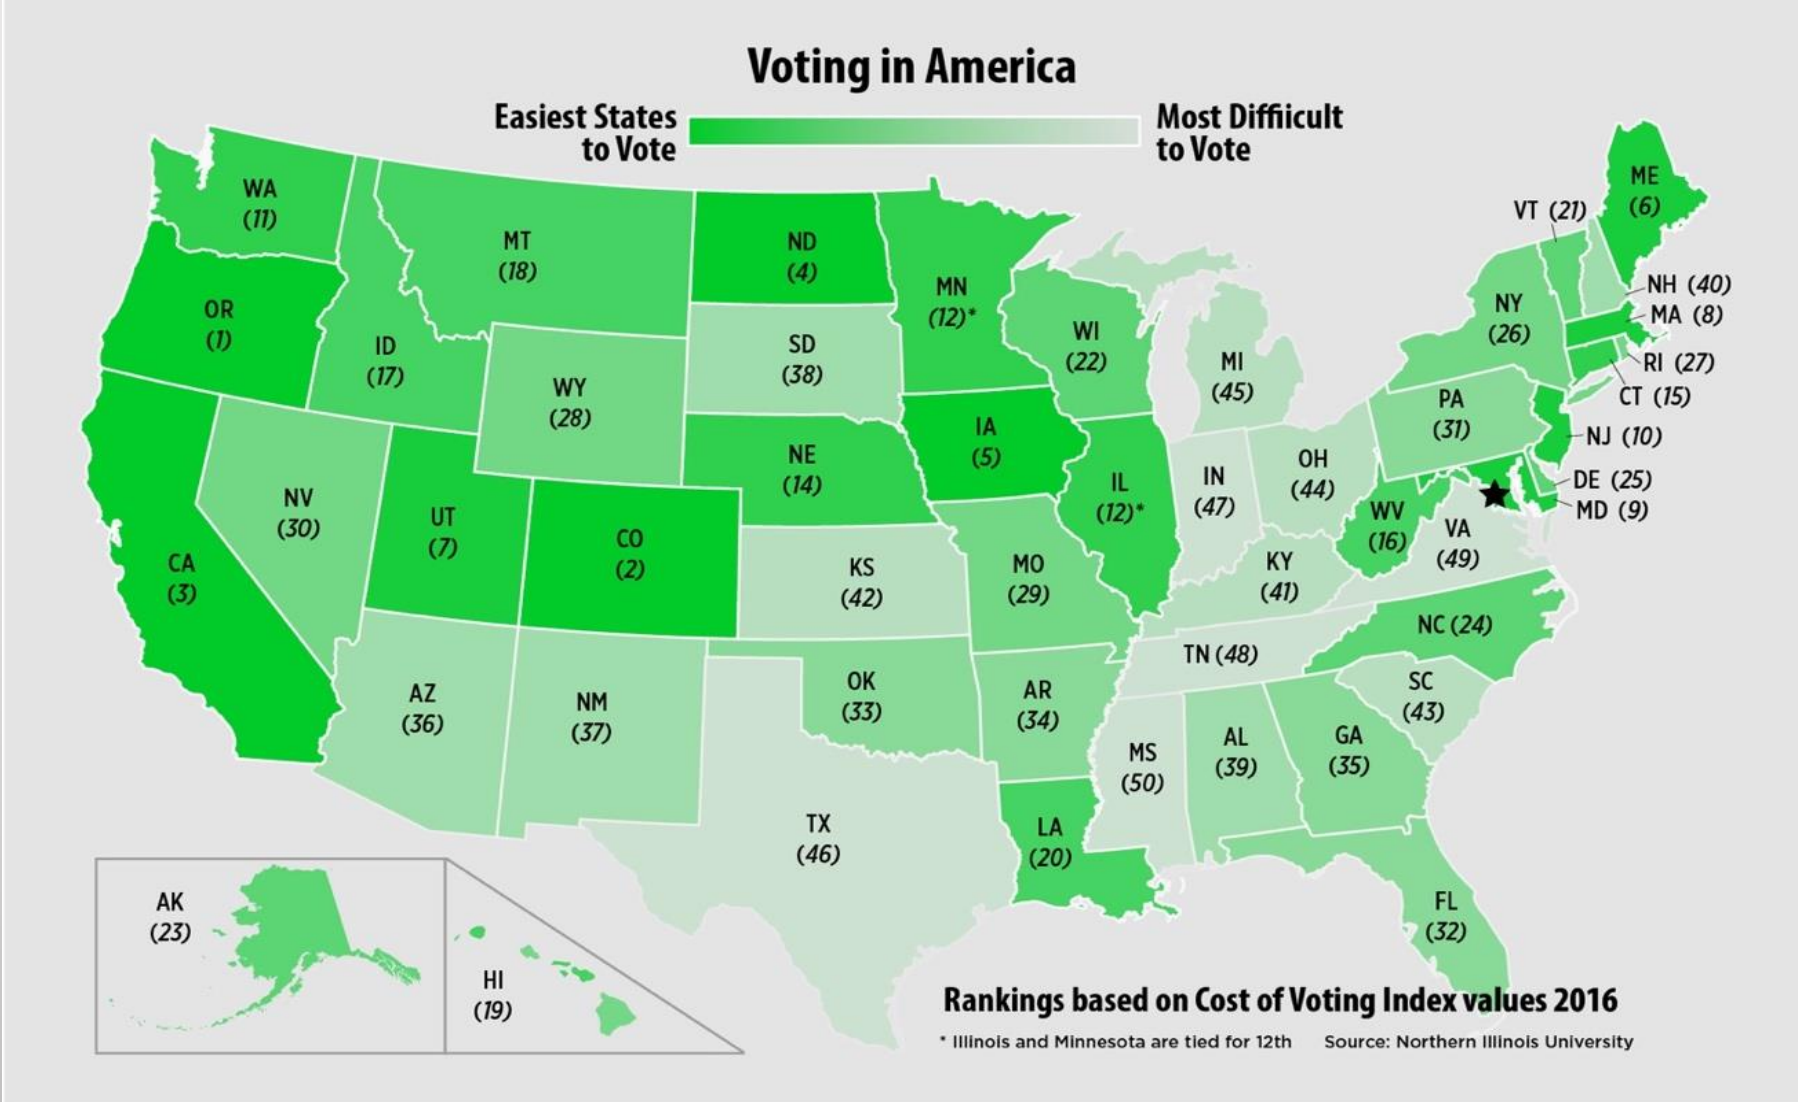 Voting in America
Easiest States
to Vote
Most Diffiicult
to Vote
WA
(11)
OR
(1)
CA
(3)
ID
(17)
NV
(30)
MT
(18)
WY
(28)
UT
(7)
CO
(2)
AZ
(36)
NM
(37)
ND
(4)
SD
(38)
NE
(14)
KS
(42)
OK
(33)
TX
(46)
MN
(12)*
IA
(5)
MO
(29)
AR
(34)
LA
(20)
WI
(22)
IL
(12)*
MI
(45)
IN
(47)
OH
(44)
KY
(41)
TN (48)
MS
(50)
AL
(39)
GA
(35)
FL
(32)
SC
(43)
NC (24)
VA
(49)
WV
(16)
PA
(31)
NY
(26)
VT (21)
ME
(6)
NH (40)
MA (8)
RI (27)
CT (15)
NJ (10)
DE (25)
MD (9)
AK
(23)
HI
(19)
Rankings based on Cost of Voting Index values 2016
* Illinois and Minnesota are tied for 12th
Source: Northern Illinois University